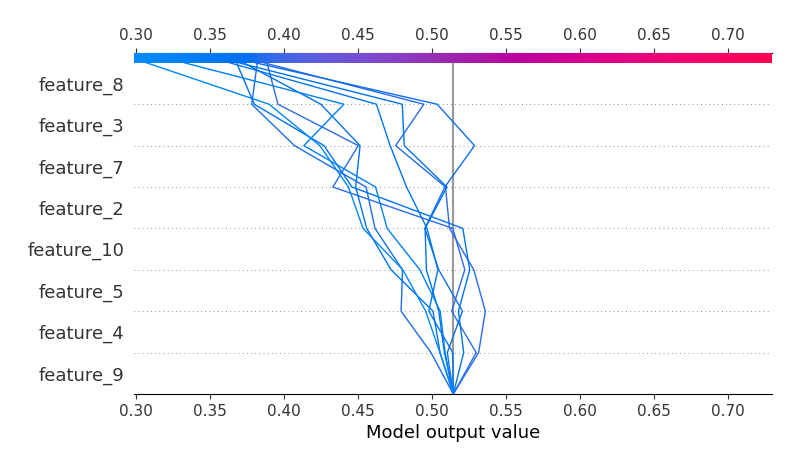 0.30 0.35 0.40 0.45 0.50 0.55 0.60 0.65 0.70
feature_8
feature_3
feature_7
feature_2
feature_10
feature_5
feature_4
feature_9
0.30 0.35 0.40 0.45 0.50 0.55 0.60 0.65 0.70
Model output value